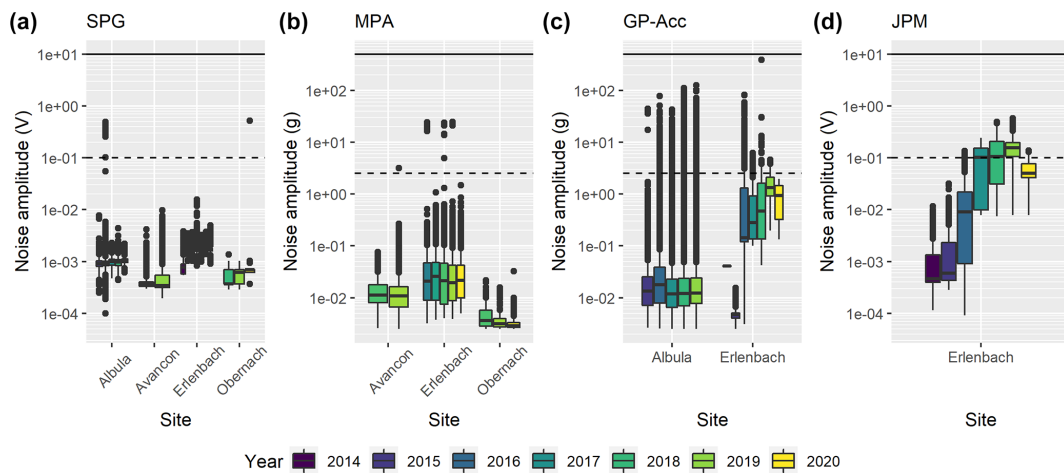 (a) SPG
Noise amplitude (V)
1e+01
1e+00
1e-01
1e-02
1e-03
1e-04
Albula Avancon Erlenbach Obernach
Site
(b) MPA
Noise amplitude (g)
1e+02
1e+01
1e+00
1e-01
1e-02
Avancon Erlenbach Obernach
Site
(c) GP-Acc
Noise amplitude (g)
1e+02
1e+01
1e+00
1e-01
1e-02
Albula Erlenbach
Site
(d) JPM
Noise amplitude (V)
1e+01
1e+00
1e-01
1e-02
1e-03
1e-04
Erlenbach
Site
Year 2014 2015 2016 2017 2018 2019 2020